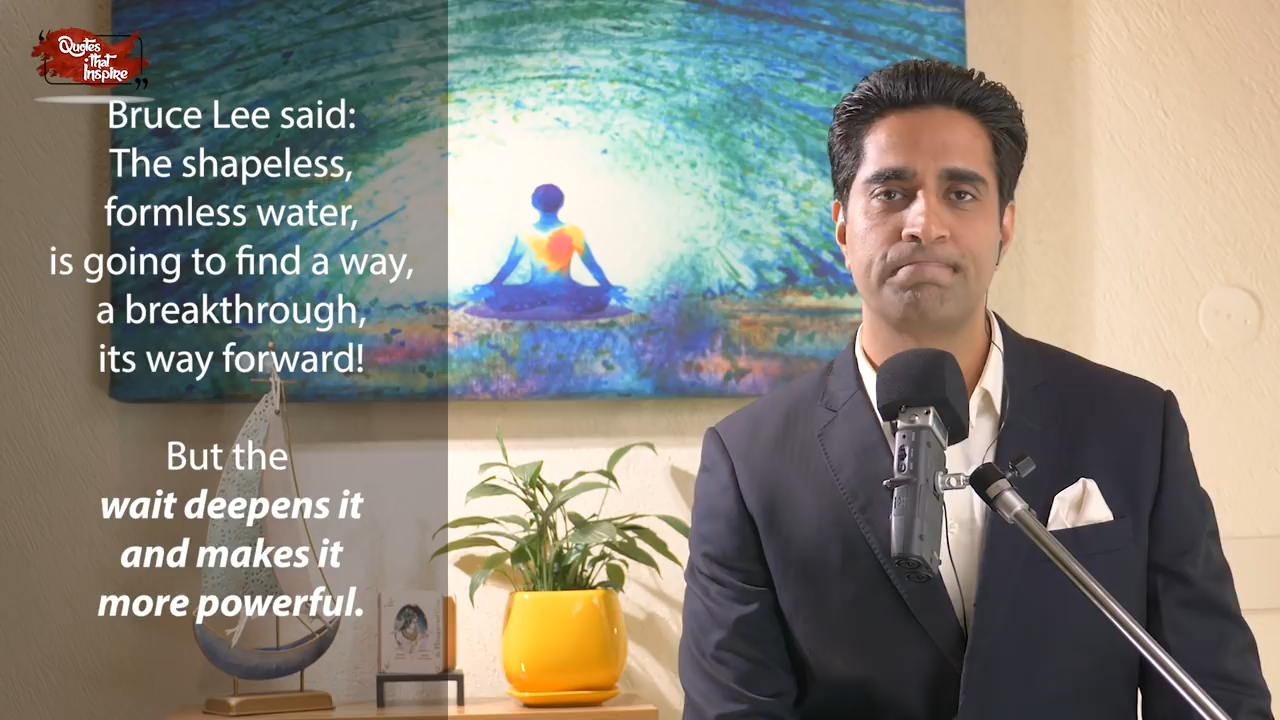 Quotes
that
Inspire
Bruce Lee said:
The shapeless,
formless water,
is going to find a way,
a breakthrough,
its way forward!
But the
wait deepens it
and makes it
more powerful.